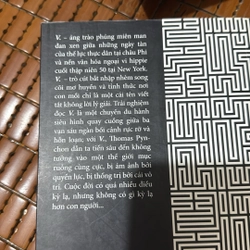 V. – áng trào phúng miên man
đan xen giữa những ngày tàn
của thế lực thực dân tại châu Phi
và nền văn hóa ngoại vi hippie
cuối thập niên 50 tại New York.
V. – trò cút bắt nhập nhèm song
cõi mơ huyễn và tỉnh thức nơi
con mồi chỉ là một cái tên viết
tắt không lời lý giải. Trải nghiệm
đọc V. là một chuyến du hành
siêu hình quay cuồng giữa ba
vạn sáu ngàn bối cảnh rúc rỡ và
hỗn loạn, với V., Thomas Pyn-
chon dẫn ta tiến sâu đến không
tưởng vào một thế giới mục
ruỗng cùng cực, bị ám ảnh bởi
quyền lực, bị thống trị bởi cái vô
tri. Cuộc đời có quá nhiều điều
kỳ lạ, nhưng không có gì kỳ lạ
hơn con người...